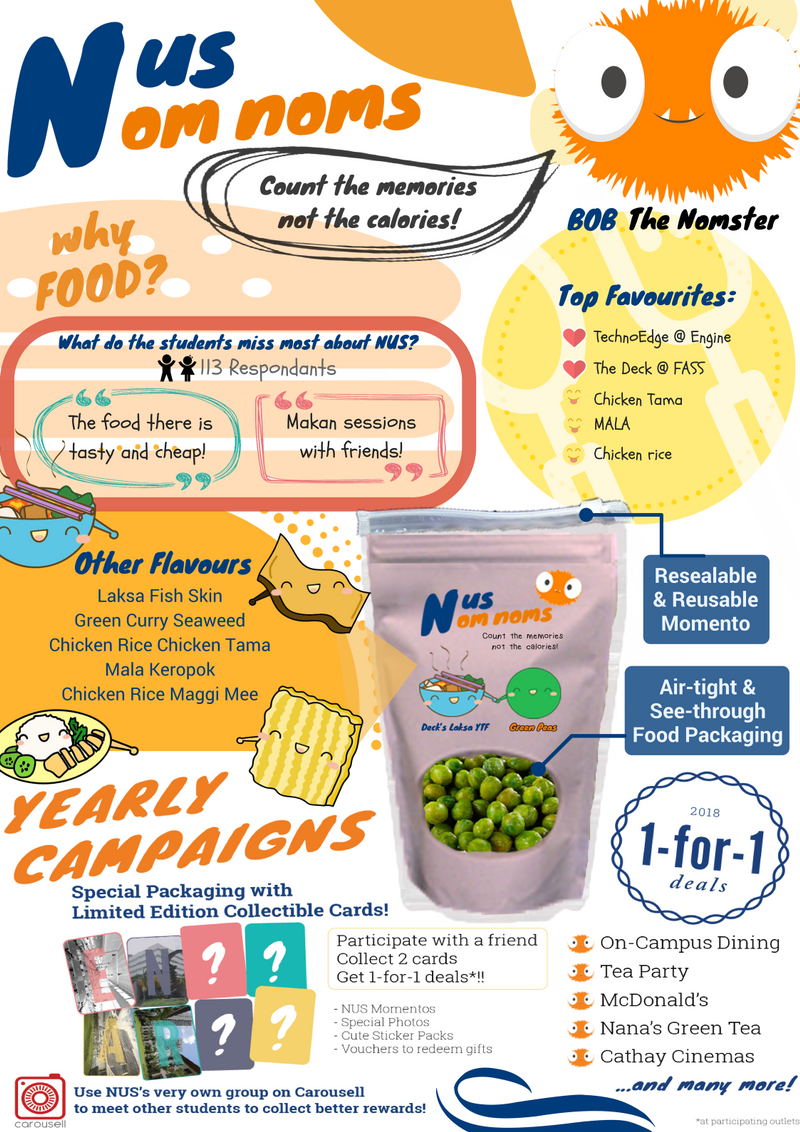 Nus
Nom noms
Count the memories
not the calories!
BOB The Nomster
why
FOOD?
What do the students miss most about NUS?
113 Respondants
The food there is
tasty and cheap!
Makan sessions
with friends!
Top Favourites:
TechnoEdge @ Engine
The Deck @ FASS
Chicken Tama
MALA
Chicken rice
Other Flavours
Laksa Fish Skin
Green Curry Seaweed
Chicken Rice Chicken Tama
Mala Keropok
Chicken Rice Maggi Mee
Nus
Nom noms
Count the memories
not the calories!
Deck's Laksa YTF
Green Peas
Resealable
& Reusable
Momento
Air-tight &
See-through
Food Packaging
YEARLY
CAMPAIGNS
Special Packaging with
Limited Edition Collectible Cards!
E N ? ?
A R ? ?
Participate with a friend
Collect 2 cards
Get 1-for-1 deals*!!
- NUS Momentos
- Special Photos
- Cute Sticker Packs
- Vouchers to redeem gifts
2018
1-for-1
deals
On-Campus Dining
Tea Party
McDonald's
Nana's Green Tea
Cathay Cinemas
...and many more!
carousell
Use NUS's very own group on Carousell
to meet other students to collect better rewards!
*at participating outlets